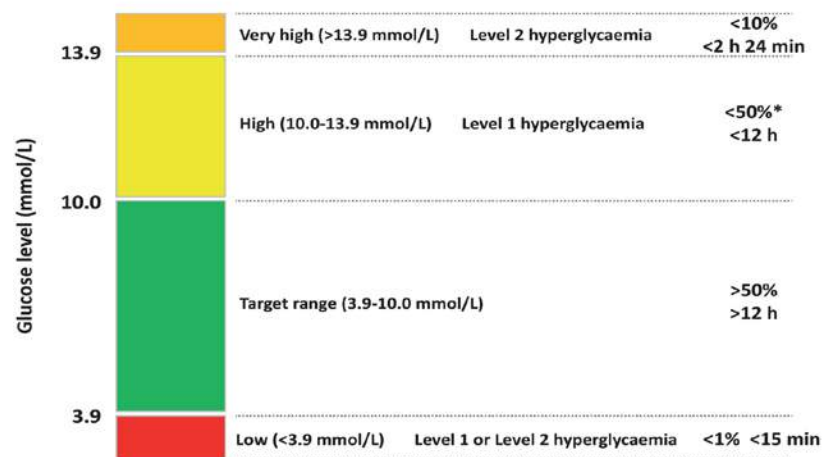 Glucose level (mmol/L)
13.9
10.0
3.9
Very high (>13.9 mmol/L) Level 2 hyperglycaemia <10%
<2 h 24 min
High (10.0-13.9 mmol/L) Level 1 hyperglycaemia <50%*
<12 h
Target range (3.9-10.0 mmol/L) >50%
>12 h
Low (<3.9 mmol/L) Level 1 or Level 2 hyperglycaemia <1% <15 min